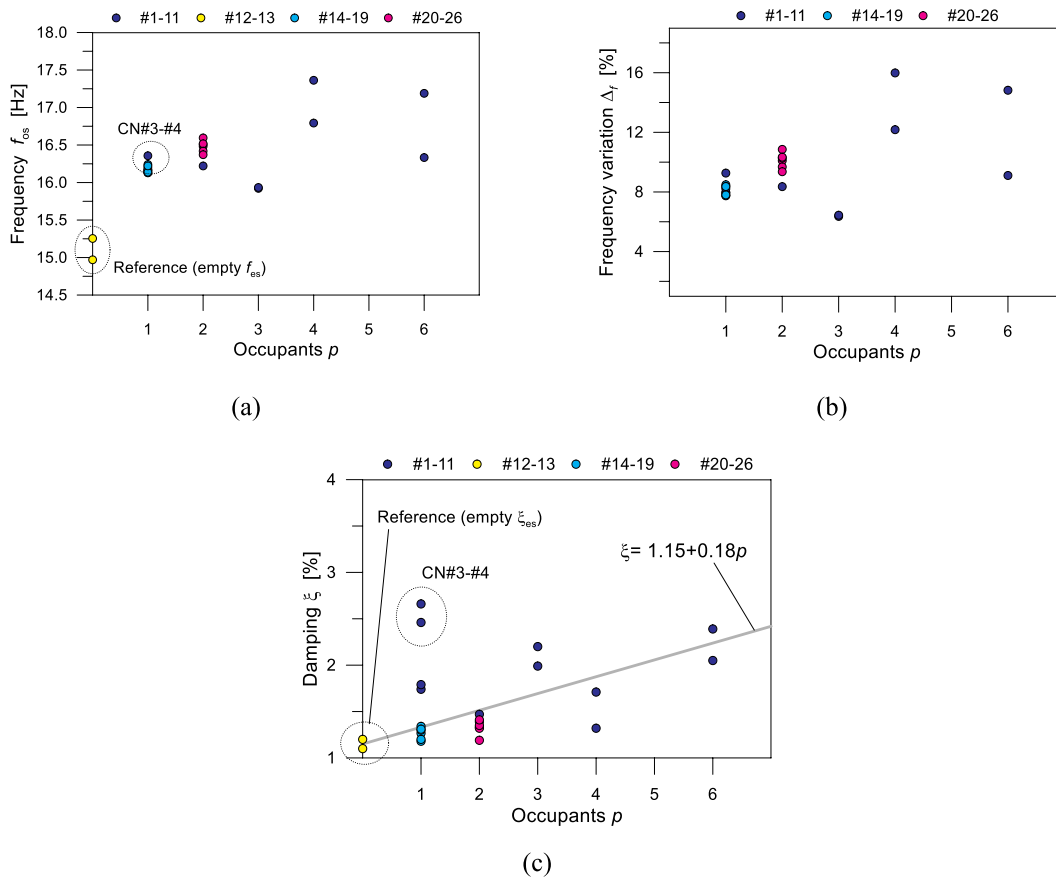 #1-11 #12-13 #14-19 #20-26
18.0
17.5
17.0
16.5
16.0
15.5
15.0
14.5
Frequency fos [Hz]
CN#3-#4
Reference (empty fes)
1 2 3 4 5 6
Occupants p
(a)
#1-11 #14-19 #20-26
16
12
8
4
Frequency variation Δf [%]
1 2 3 4 5 6
Occupants p
(b)
#1-11 #12-13 #14-19 #20-26
4
3
2
1
Damping ξ [%]
Reference (empty ξes)
CN#3-#4
ξ= 1.15+0.18p
1 2 3 4 5 6
Occupants p
(c)